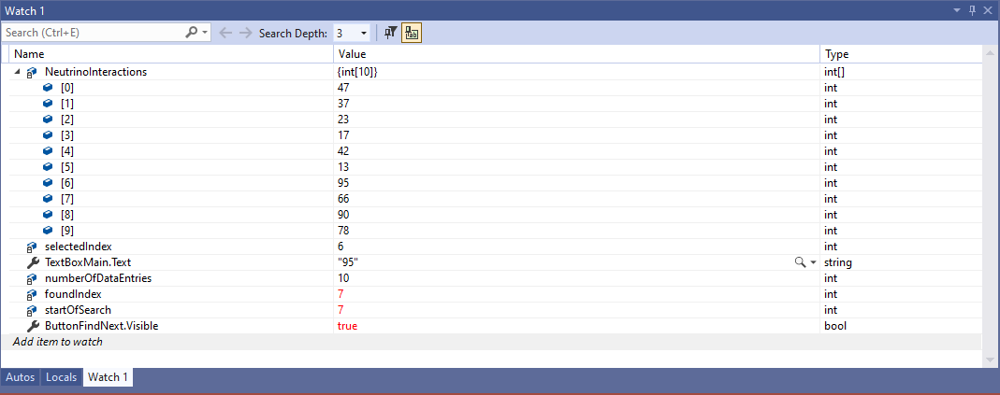 Watch 1
Search (Ctrl+E) Search Depth: 3
Name Value Type
NeutrinoInteractions {int[10]} int[]
[0] 47 int
[1] 37 int
[2] 23 int
[3] 17 int
[4] 42 int
[5] 13 int
[6] 95 int
[7] 66 int
[8] 90 int
[9] 78 int
selectedIndex 6 int
TextBoxMain.Text "95" string
numberOfDataEntries 10 int
foundIndex 7 int
startOfSearch 7 int
ButtonFindNext.Visible true bool
Add item to watch
Autos Locals Watch 1